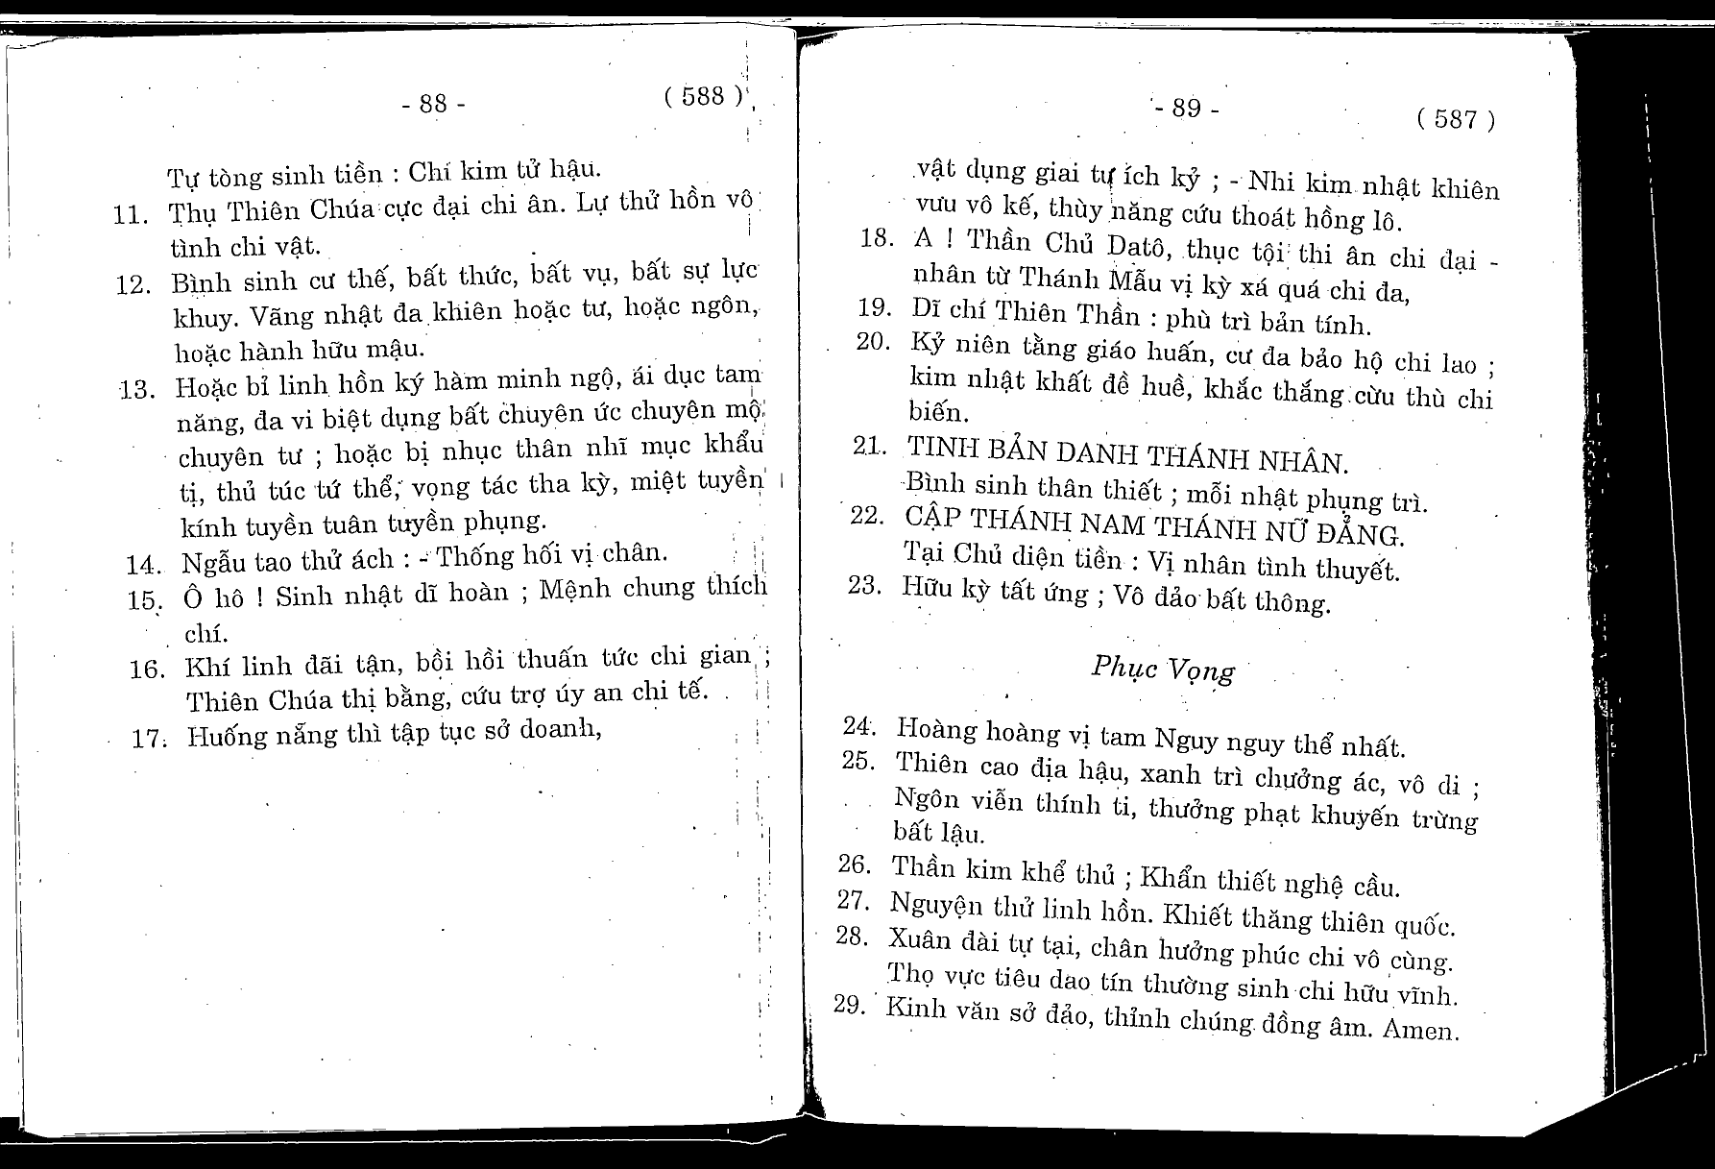 - 88 -
( 588 )
Tự tòng sinh tiền : Chí kim tử hậu.
11. Thụ Thiên Chúa cực đại chi ân. Lự thử hồn vô
tình chi vật.
12. Bình sinh cư thế, bất thức, bất vụ, bất sự lực
khuy. Vãng nhật đa khiên hoặc tư, hoặc ngôn,
hoặc hành hữu mậu.
13. Hoặc bỉ linh hồn ký hàm minh ngộ, ái dục tam
năng, đa vi biệt dụng bất chuyên ức chuyên mộ
chuyên tư ; hoặc bị nhục thân nhĩ mục khẩu
tị, thủ túc tứ thể, vọng tác tha kỳ, miệt tuyền
kính tuyền tuân tuyền phụng.
14. Ngẫu tao thử ách : - Thống hối vị chân.
15. Ô hô ! Sinh nhật dĩ hoàn ; Mệnh chung thích
chí.
16. Khí linh đãi tận, bồi hồi thuấn tức chi gian ;
Thiên Chúa thị bằng, cứu trợ úy an chi tế.
17. Huống nẵng thì tập tục sở doanh,
- 89 -
( 587 )
vật dụng giai tự ích kỷ ; - Nhi kim nhật khiên
vưu vô kế, thùy năng cứu thoát hồng lô.
18. A ! Thần Chủ Datô, thục tội thi ân chi đại -
nhân từ Thánh Mẫu vị kỳ xá quá chi đa,
19. Dĩ chí Thiên Thần : phù trì bản tính.
20. Kỷ niên tằng giáo huấn, cư đa bảo hộ chi lao ;
kim nhật khất đề huề, khắc thắng cừu thù chi
biến.
21. TINH BẢN DANH THÁNH NHÂN.
Bình sinh thân thiết ; mỗi nhật phụng trì.
22. CẬP THÁNH NAM THÁNH NỮ ĐẲNG.
Tại Chủ diện tiền : Vị nhân tình thuyết.
23. Hữu kỳ tất ứng ; Vô đảo bất thông.
Phục Vọng
24. Hoàng hoàng vị tam Nguy nguy thể nhất.
25. Thiên cao địa hậu, xanh trì chưởng ác, vô di ;
Ngôn viễn thính ti, thưởng phạt khuyến trừng
bất lậu.
26. Thần kim khể thủ ; Khẩn thiết nghệ cầu.
27. Nguyện thử linh hồn. Khiết thăng thiên quốc.
28. Xuân đài tự tại, chân hưởng phúc chi vô cùng.
Thọ vực tiêu dao tín thường sinh chi hữu vĩnh.
29. Kinh văn sở đảo, thỉnh chúng đồng âm. Amen.